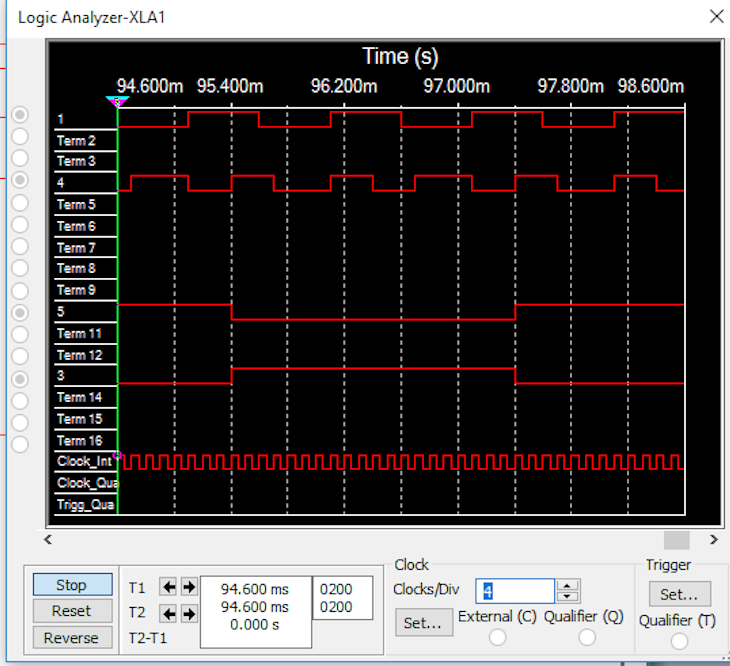 Logic Analyzer-XLA1
Time (s)
94.600m 95.400m 96.200m 97.000m 97.800m 98.600m
1
Term 2
Term 3
4
Term 5
Term 6
Term 7
Term 8
Term 9
5
Term 11
Term 12
3
Term 14
Term 15
Term 16
Clook_Int
Clook_Qua
Trigg_Qua
Stop
Reset
Reverse
T1
T2
T2-T1
94.600 ms 0200
94.600 ms 0200
0.000 s
Clock
Clocks/Div 4
Set...
External (C) Qualifier (Q)
Trigger
Set...
Qualifier (T)